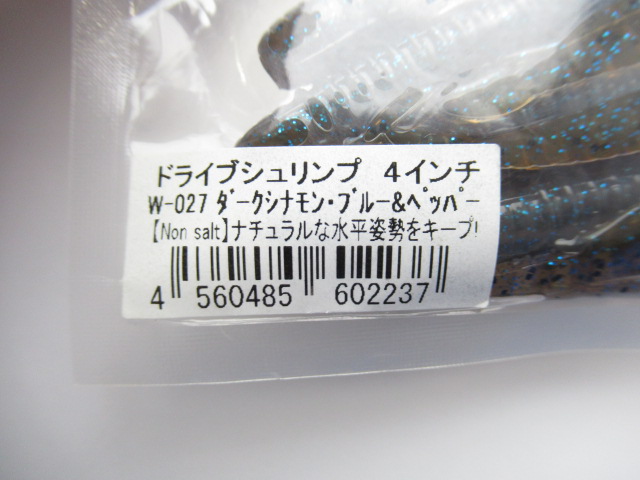 ドライブシュリンプ 4インチ
W-027 ﾀﾞｰｸｼﾅﾓﾝ・ﾌﾞﾙｰ&ﾍﾟｯﾊﾟｰ
【Non salt】ナチュラルな水平姿勢をキープ!
4 560485 602237